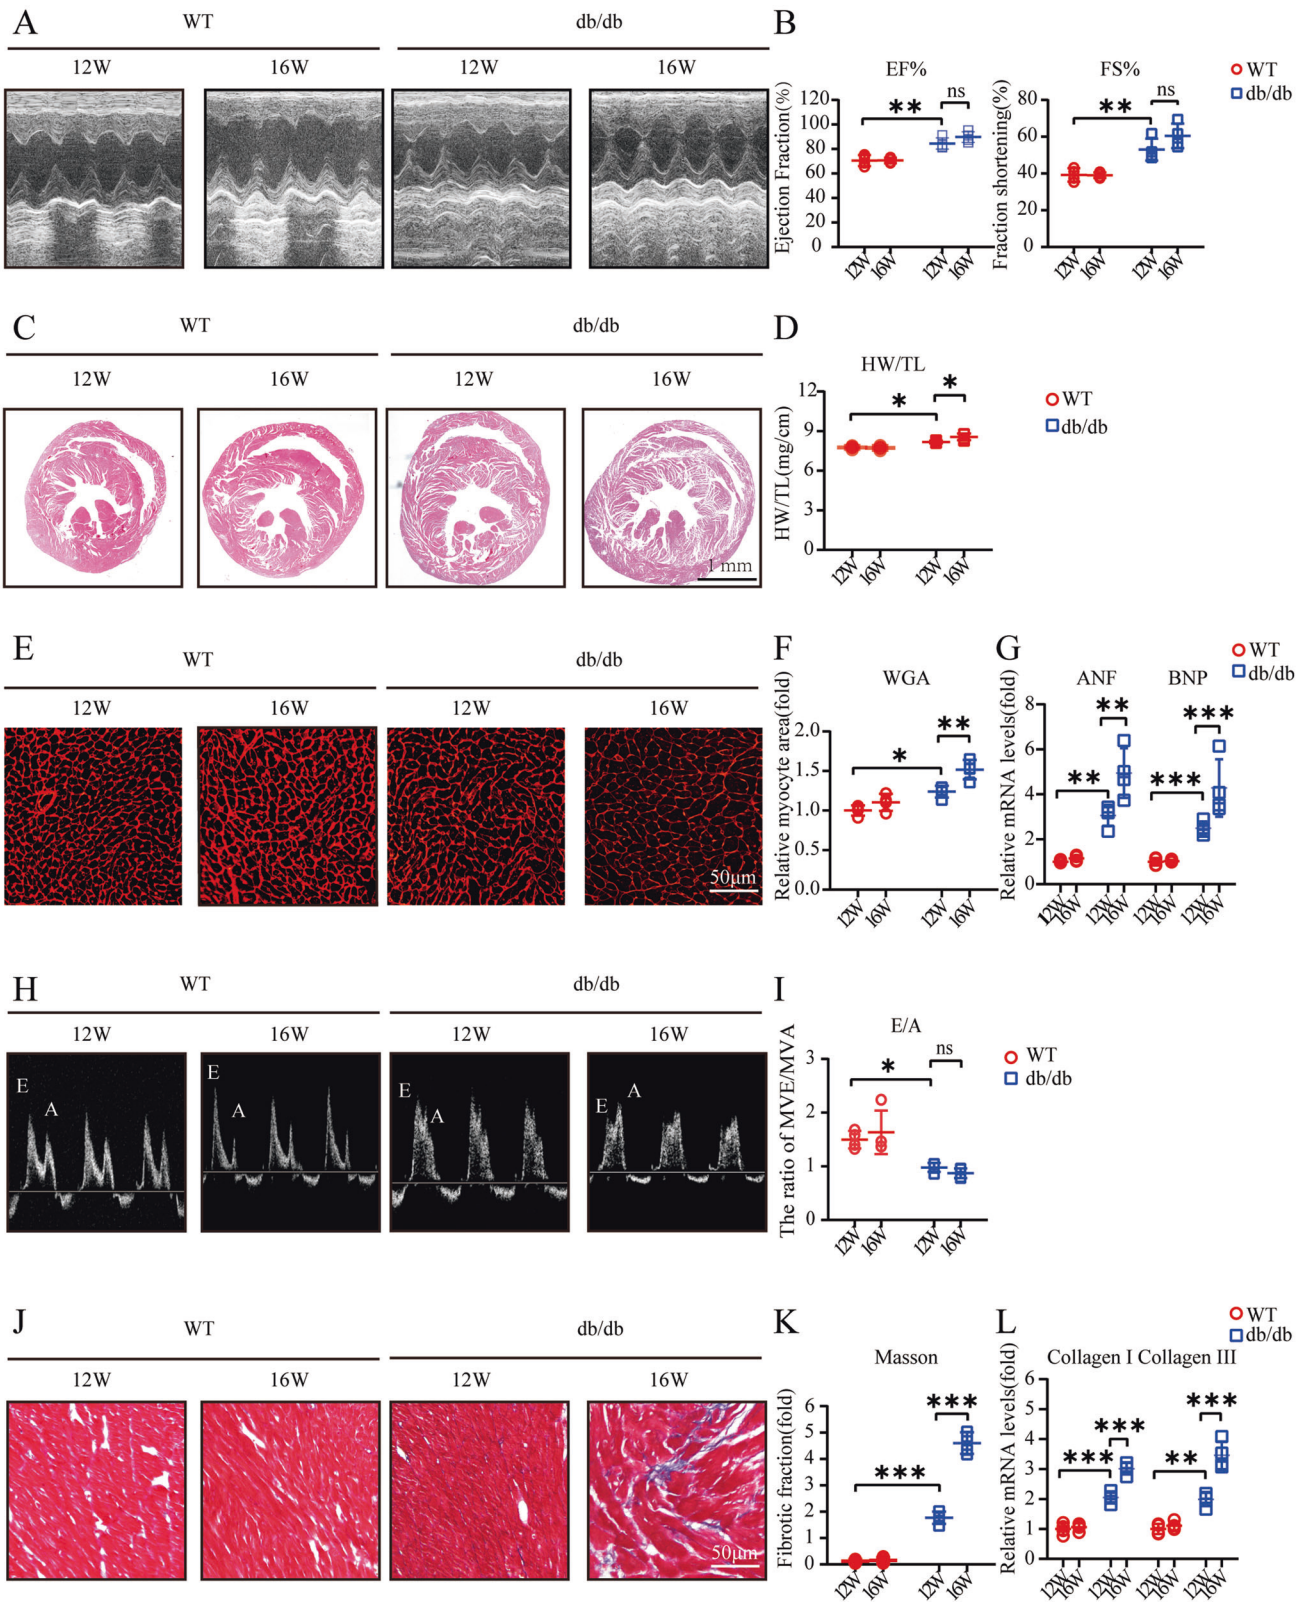 A
WT
db/db
12W
16W
12W
16W
B
EF%
FS%
WT
db/db
**
ns
**
ns
Ejection Fraction(%)
120
100
80
60
40
20
0
12W
16W
12W
16W
Fraction shortening(%)
80
60
40
20
0
12W
16W
12W
16W
C
WT
db/db
12W
16W
12W
16W
1 mm
D
HW/TL
WT
db/db
*
*
HW/TL(mg/cm)
12
9
6
3
0
12W
16W
12W
16W
E
WT
db/db
12W
16W
12W
16W
50μm
F
WGA
*
**
Relative myocyte area(fold)
2.0
1.5
1.0
0.5
0.0
12W
16W
12W
16W
G
WT
db/db
ANF
BNP
**
**
***
***
Relative mRNA levels(fold)
8
6
4
2
0
12W
16W
12W
16W
12W
16W
12W
16W
H
WT
db/db
12W
16W
12W
16W
E
A
E
A
E
A
E
A
I
E/A
WT
db/db
*
ns
The ratio of MVE/MVA
3
2
1
0
12W
16W
12W
16W
J
WT
db/db
12W
16W
12W
16W
50μm
K
Masson
***
***
Fibrotic fraction(fold)
6
5
4
3
2
1
0
12W
16W
12W
16W
L
WT
db/db
Collagen I Collagen III
***
***
**
***
Relative mRNA levels(fold)
6
5
4
3
2
1
0
12W
16W
12W
16W
12W
16W
12W
16W